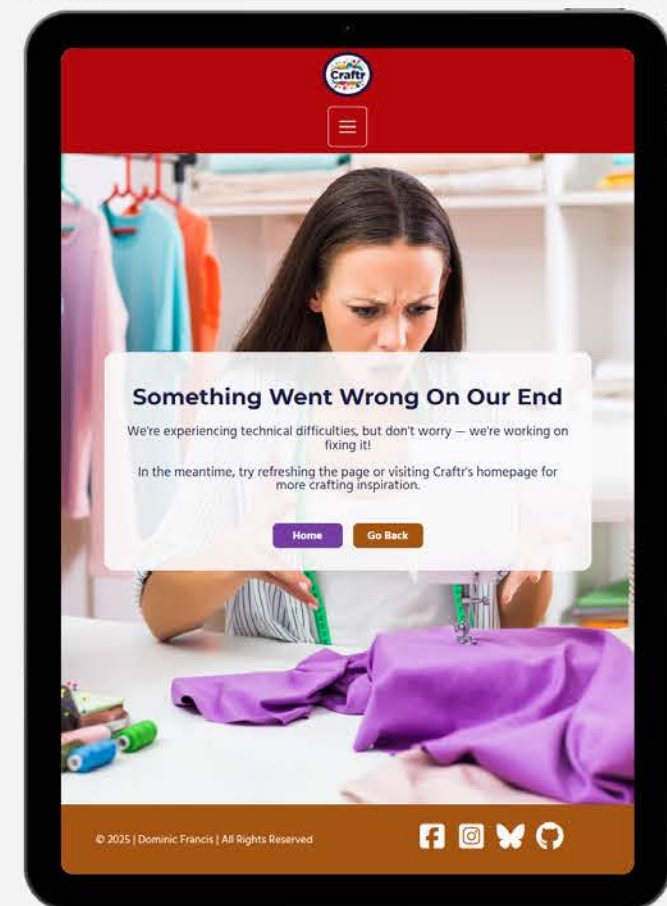 Craftr
Something Went Wrong On Our End
We're experiencing technical difficulties, but don't worry — we're working on
fixing it!
In the meantime, try refreshing the page or visiting Craftr's homepage for
more crafting inspiration.
Home
Go Back
© 2025 | Dominic Francis | All Rights Reserved